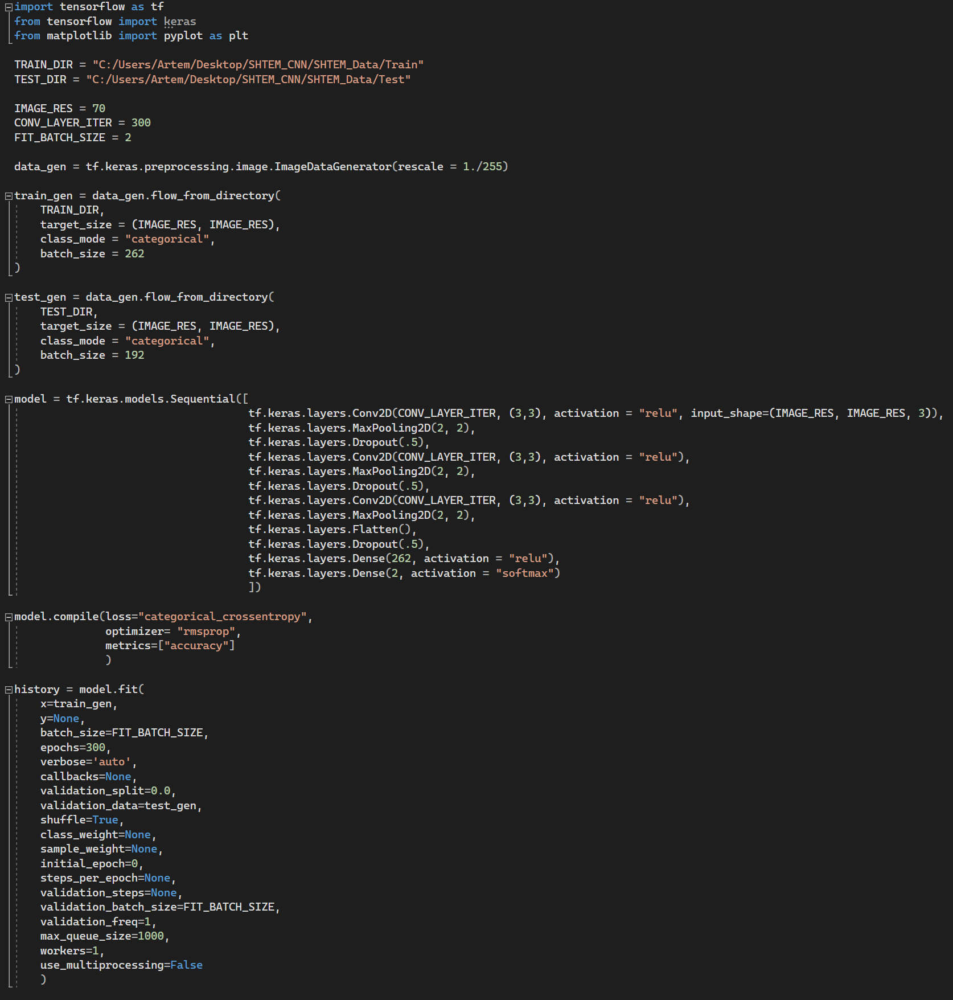 import tensorflow as tf
from tensorflow import keras
from matplotlib import pyplot as plt

TRAIN_DIR = "C:/Users/Artem/Desktop/SHTEM_CNN/SHTEM_Data/Train"
TEST_DIR = "C:/Users/Artem/Desktop/SHTEM_CNN/SHTEM_Data/Test"

IMAGE_RES = 70
CONV_LAYER_ITER = 300
FIT_BATCH_SIZE = 2

data_gen = tf.keras.preprocessing.image.ImageDataGenerator(rescale = 1./255)

train_gen = data_gen.flow_from_directory(
    TRAIN_DIR,
    target_size = (IMAGE_RES, IMAGE_RES),
    class_mode = "categorical",
    batch_size = 262
)

test_gen = data_gen.flow_from_directory(
    TEST_DIR,
    target_size = (IMAGE_RES, IMAGE_RES),
    class_mode = "categorical",
    batch_size = 192
)

model = tf.keras.models.Sequential([
                                    tf.keras.layers.Conv2D(CONV_LAYER_ITER, (3,3), activation = "relu", input_shape=(IMAGE_RES, IMAGE_RES, 3)),
                                    tf.keras.layers.MaxPooling2D(2, 2),
                                    tf.keras.layers.Dropout(.5),
                                    tf.keras.layers.Conv2D(CONV_LAYER_ITER, (3,3), activation = "relu"),
                                    tf.keras.layers.MaxPooling2D(2, 2),
                                    tf.keras.layers.Dropout(.5),
                                    tf.keras.layers.Conv2D(CONV_LAYER_ITER, (3,3), activation = "relu"),
                                    tf.keras.layers.MaxPooling2D(2, 2),
                                    tf.keras.layers.Flatten(),
                                    tf.keras.layers.Dropout(.5),
                                    tf.keras.layers.Dense(262, activation = "relu"),
                                    tf.keras.layers.Dense(2, activation = "softmax")
                                    ])

model.compile(loss="categorical_crossentropy",
              optimizer= "rmsprop",
              metrics=["accuracy"]
              )

history = model.fit(
    x=train_gen,
    y=None,
    batch_size=FIT_BATCH_SIZE,
    epochs=300,
    verbose='auto',
    callbacks=None,
    validation_split=0.0,
    validation_data=test_gen,
    shuffle=True,
    class_weight=None,
    sample_weight=None,
    initial_epoch=0,
    steps_per_epoch=None,
    validation_steps=None,
    validation_batch_size=FIT_BATCH_SIZE,
    validation_freq=1,
    max_queue_size=1000,
    workers=1,
    use_multiprocessing=False
    )